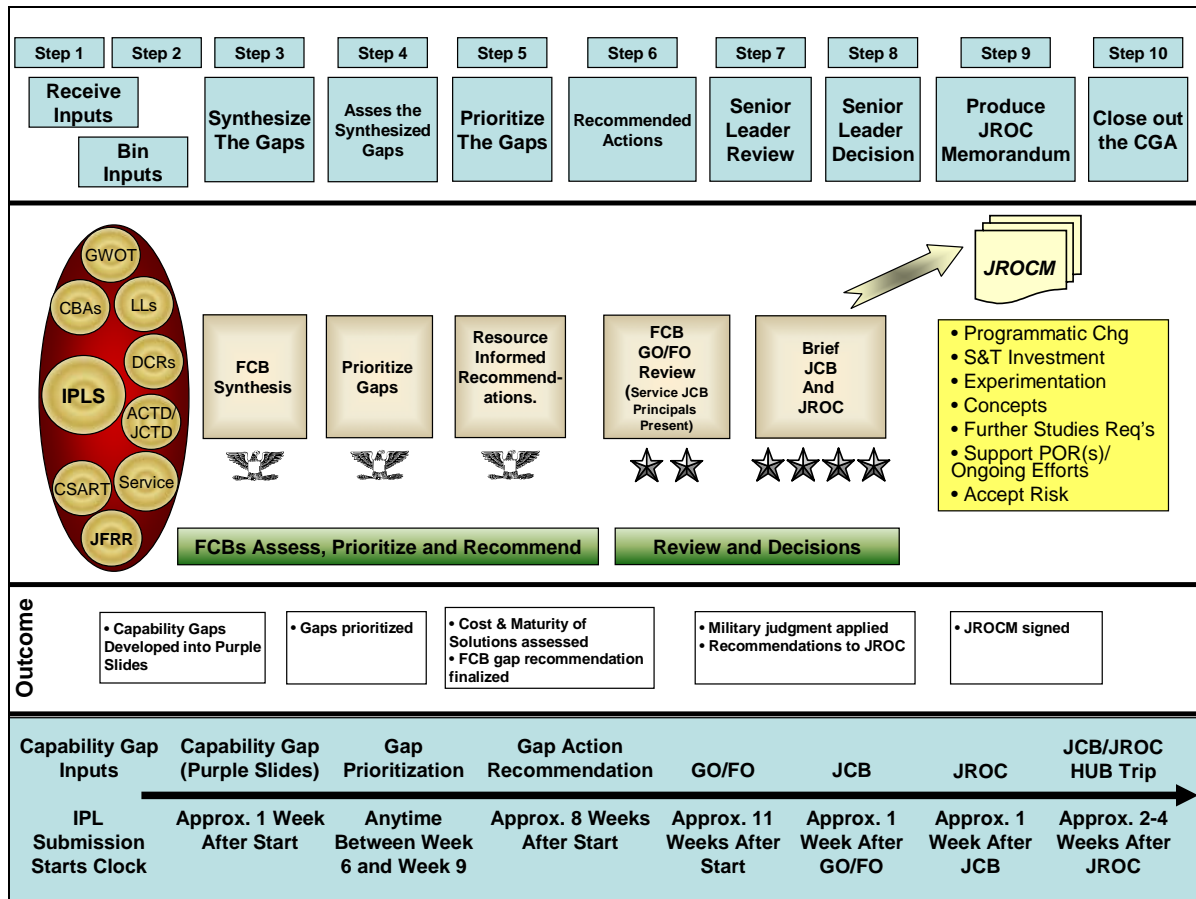 Step 1
Step 2
Step 3
Step 4
Step 5
Step 6
Step 7
Step 8
Step 9
Step 10
Receive
Inputs
Bin
Inputs
Synthesize
The Gaps
Asses the
Synthesized
Gaps
Prioritize
The Gaps
Recommended
Actions
Senior
Leader
Review
Senior
Leader
Decision
Produce
JROC
Memorandum
Close out
the CGA
GWOT
CBAs
LLs
DCRs
IPLS
ACTD/
JCTD
CSART
Service
JFRR
FCB
Synthesis
Prioritize
Gaps
Resource
Informed
Recommend-
ations.
FCB
GO/FO
Review
(Service JCB
Principals
Present)
Brief
JCB
And
JROC
JROCM
• Programmatic Chg
• S&T Investment
• Experimentation
• Concepts
• Further Studies Req's
• Support POR(s)/
Ongoing Efforts
• Accept Risk
FCBs Assess, Prioritize and Recommend
Review and Decisions
Outcome
• Capability Gaps
Developed into Purple
Slides
• Gaps prioritized
• Cost & Maturity of
Solutions assessed
• FCB gap recommendation
finalized
• Military judgment applied
• Recommendations to JROC
• JROCM signed
Capability Gap
Inputs
Capability Gap
(Purple Slides)
Gap
Prioritization
Gap Action
Recommendation
GO/FO
JCB
JROC
JCB/JROC
HUB Trip
IPL
Submission
Starts Clock
Approx. 1 Week
After Start
Anytime
Between Week
6 and Week 9
Approx. 8 Weeks
After Start
Approx. 11
Weeks After
Start
Approx. 1
Week After
GO/FO
Approx. 1
Week After
JCB
Approx. 2-4
Weeks After
JROC